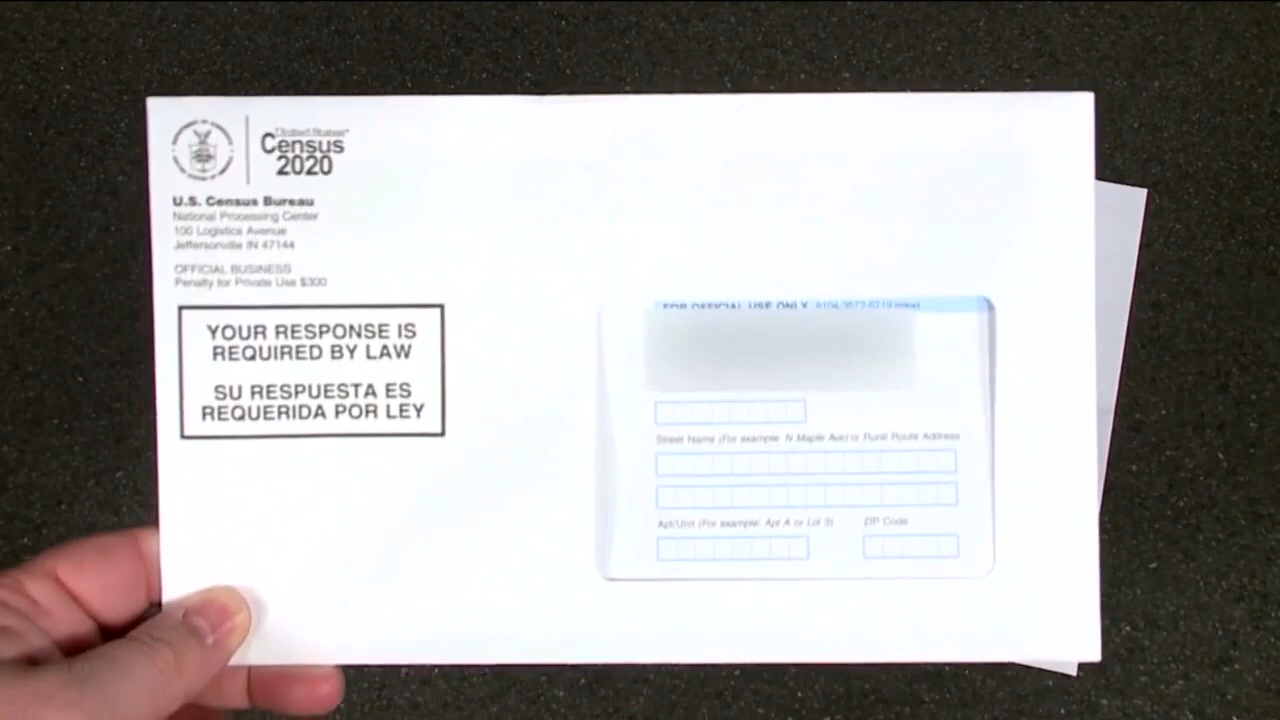 United States®
Census
2020
U.S. Census Bureau
National Processing Center
100 Logistics Avenue
Jeffersonville IN 47144
OFFICIAL BUSINESS
Penalty for Private Use $300
YOUR RESPONSE IS
REQUIRED BY LAW
SU RESPUESTA ES
REQUERIDA POR LEY
FOR OFFICIAL USE ONLY
Street Name (For example: N Maple Ave) or Rural Route Address
Apt/Unit (For example: Apt A or Lot 3) ZIP Code